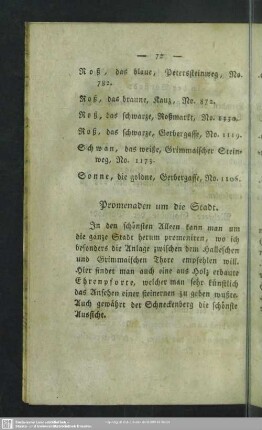 — 72 —
Roß, das blaue, Petersſteinweg, No.
782.
Roß, das braune, Kauz, No. 872.
Roß, das ſchwarze, Roßmarkt, No.
Roß, das ſchwarze, Gerbergaſſe, No. 1119.
Schwan, das weiße, Grimmaiſcher Stein-
weg, No. 1175.
Sonne, die goldne, Gerbergaſſe, No. 1106.
Promenaden um die Stadt.
In den ſchönſten Alleen kann man um
die ganze Stadt herum promeniren, wo ich
beſonders die Anlage zwiſchen dem Halleſchen
und Grimmaiſchen Thore empfehlen will.
Hier findet man auch eine aus Holz erbaute
Ehrenpforte, welcher man ſehr künſtlich
das Anſehen einer ſteinernen zu geben wußte.
Auch gewährt der Schneckenberg die ſchönſte
Ausſicht.